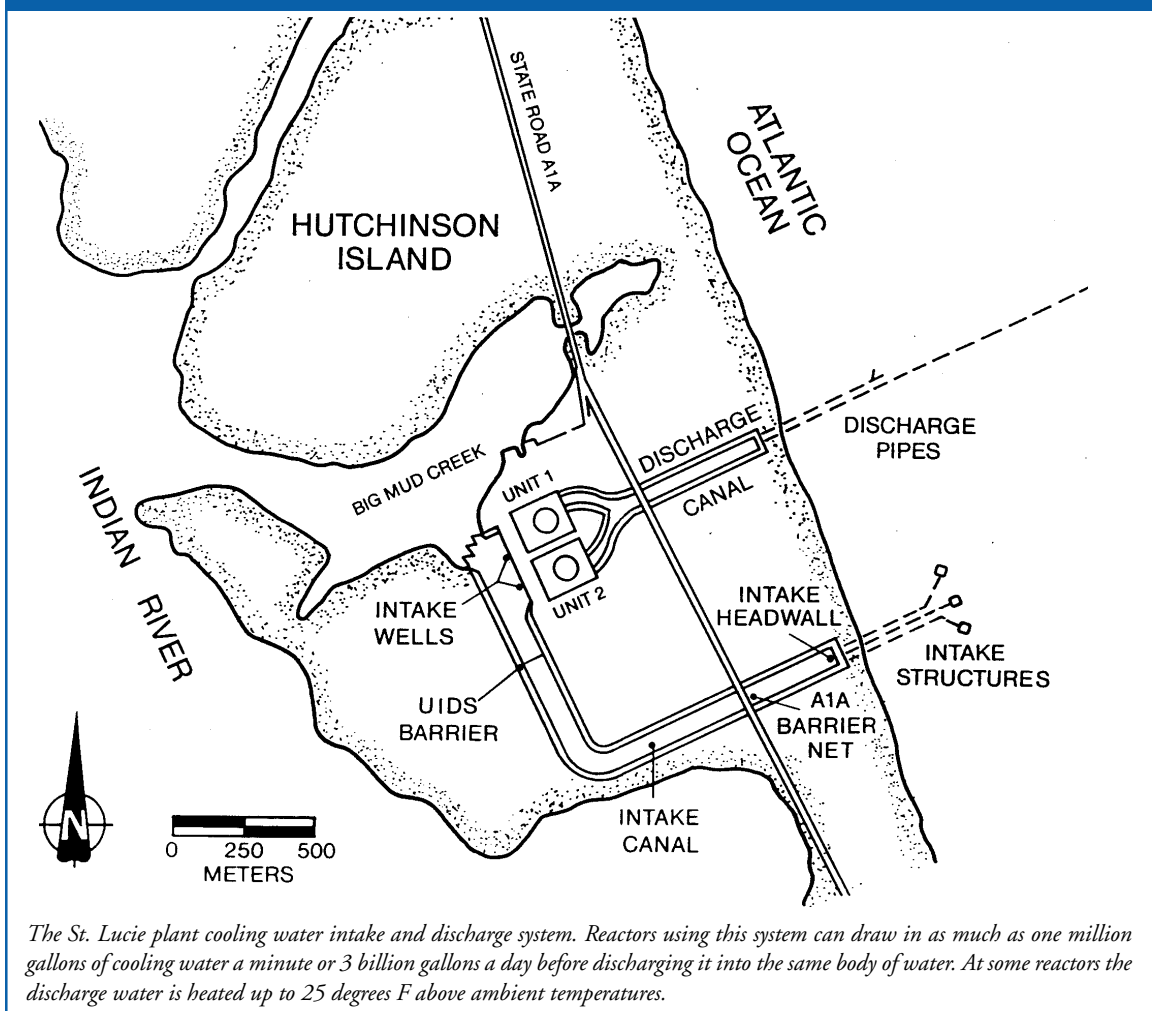 STATE ROAD A1A
ATLANTIC
OCEAN
HUTCHINSON
ISLAND
DISCHARGE
PIPES
DISCHARGE
CANAL
BIG MUD CREEK
INDIAN
RIVER
UNIT 1
UNIT 2
INTAKE
WELLS
INTAKE
HEADWALL
INTAKE
STRUCTURES
UIDS
BARRIER
A1A
BARRIER
NET
INTAKE
CANAL
N
0 250 500
METERS
The St. Lucie plant cooling water intake and discharge system. Reactors using this system can draw in as much as one million
gallons of cooling water a minute or 3 billion gallons a day before discharging it into the same body of water. At some reactors the
discharge water is heated up to 25 degrees F above ambient temperatures.